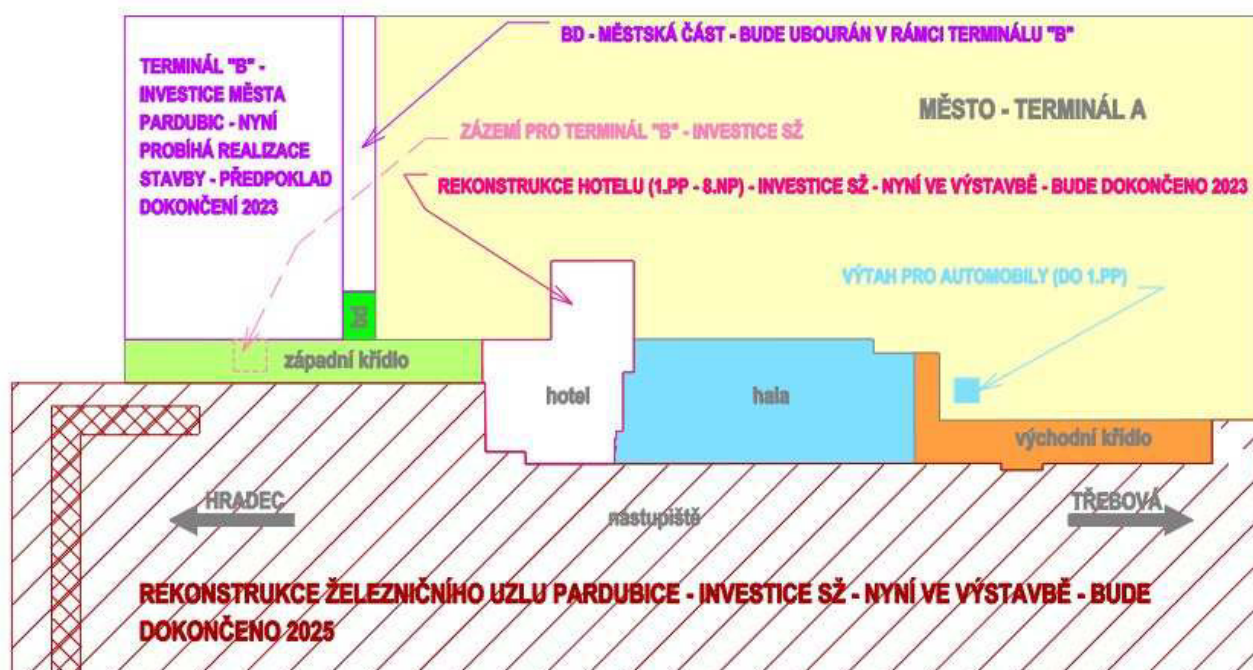 BD - MĚSTSKÁ ČÁST - BUDE UBOURÁN V RÁMCI TERMINÁLU "B"
TERMINÁL "B" -
INVESTICE MĚSTA
PARDUBIC - NYNÍ
PROBÍHÁ REALIZACE
STAVBY - PŘEDPOKLAD
DOKONČENÍ 2023
MĚSTO - TERMINÁL A
ZÁZEMÍ PRO TERMINÁL "B" - INVESTICE SŽ
REKONSTRUKCE HOTELU (1.PP - 8.NP) - INVESTICE SŽ - NYNÍ VE VÝSTAVBĚ - BUDE DOKONČENO 2023
VÝTAH PRO AUTOMOBILY (DO 1.PP)
BD
západní křídlo
hotel
hala
východní křídlo
HRADEC
nástupiště
TŘEBOVÁ
REKONSTRUKCE ŽELEZNIČNÍHO UZLU PARDUBICE - INVESTICE SŽ - NYNÍ VE VÝSTAVBĚ - BUDE
DOKONČENO 2025